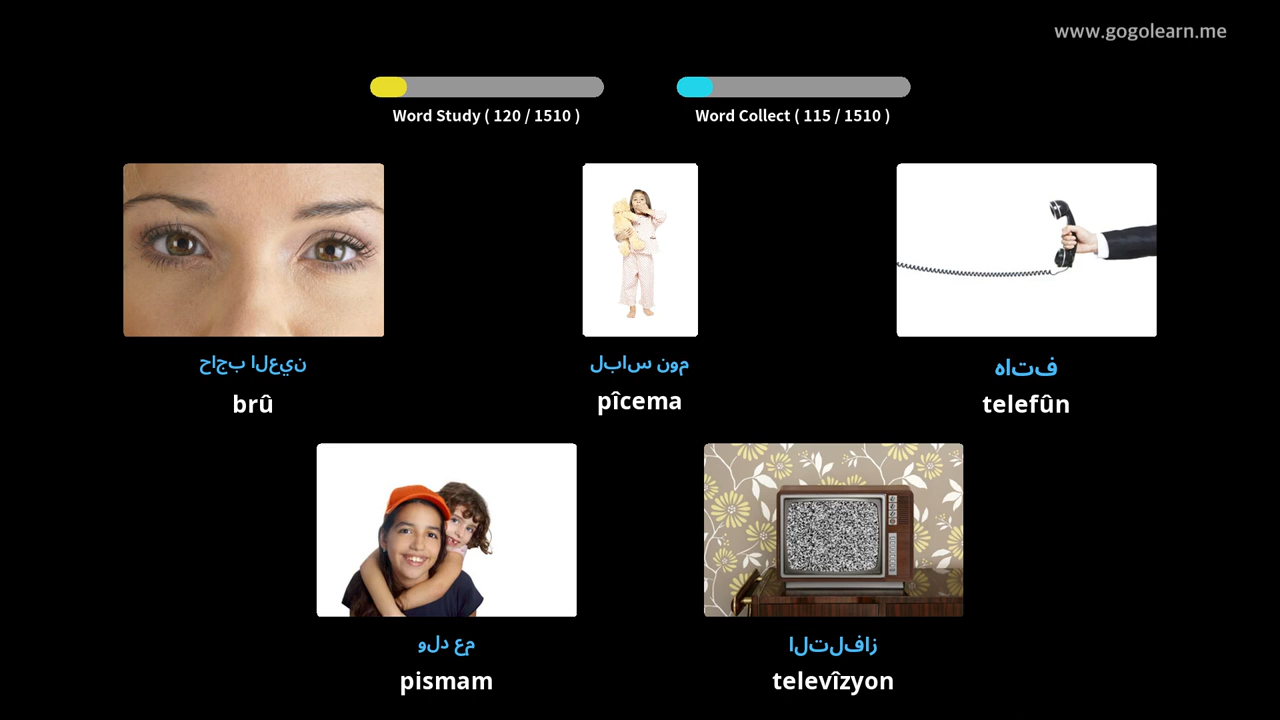 www.gogolearn.me
Word Study ( 120 / 1510 )
Word Collect ( 115 / 1510 )
حاجب العين
brû
لباس نوم
pîcema
هاتف
telefûn
ولد عم
pismam
التلفاز
televîzyon